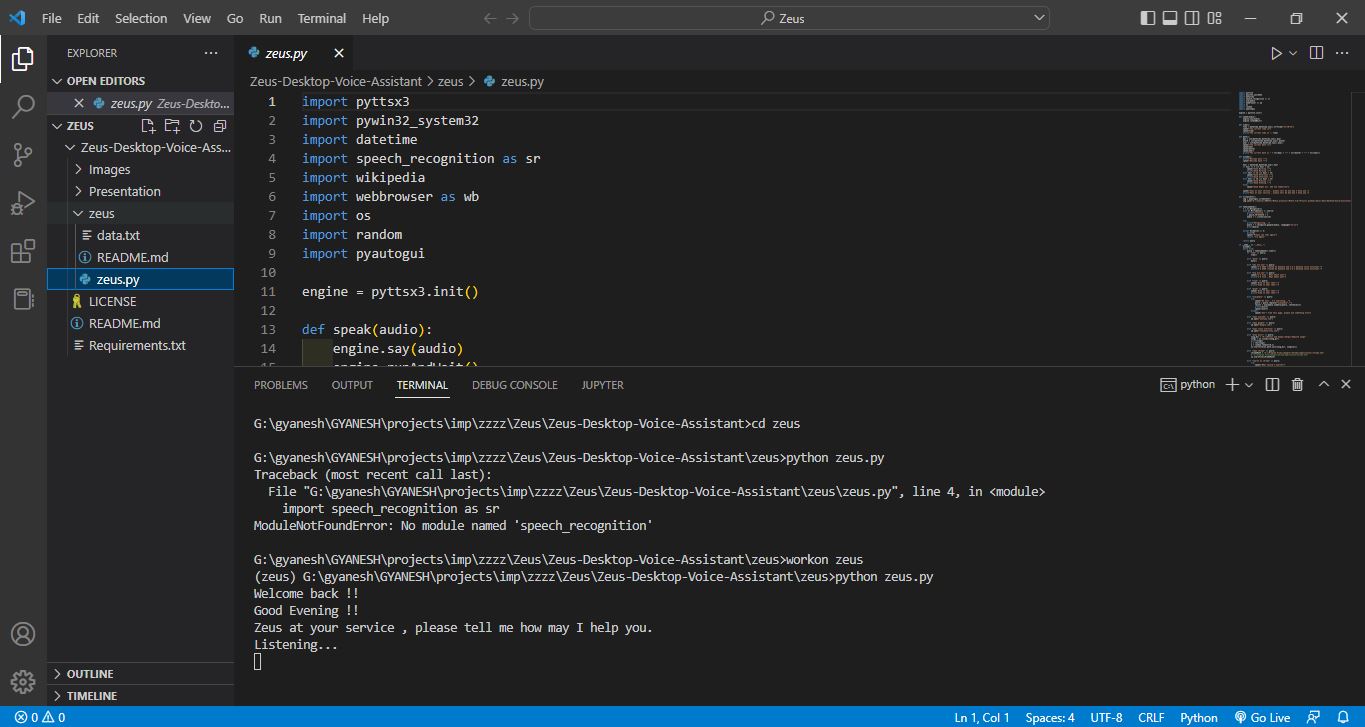 File Edit Selection View Go Run Terminal Help
Zeus
EXPLORER
OPEN EDITORS
zeus.py Zeus-Deskto...
ZEUS
Zeus-Desktop-Voice-Ass...
Images
Presentation
zeus
data.txt
README.md
zeus.py
LICENSE
README.md
Requirements.txt
OUTLINE
TIMELINE
zeus.py
Zeus-Desktop-Voice-Assistant > zeus > zeus.py
1 import pyttsx3
2 import pywin32_system32
3 import datetime
4 import speech_recognition as sr
5 import wikipedia
6 import webbrowser as wb
7 import os
8 import random
9 import pyautogui
10
11 engine = pyttsx3.init()
12
13 def speak(audio):
14 engine.say(audio)
15 engine.runAndWait()
PROBLEMS OUTPUT TERMINAL DEBUG CONSOLE JUPYTER
python
G:\gyanesh\GYANESH\projects\imp\zzzz\Zeus\Zeus-Desktop-Voice-Assistant>cd zeus
G:\gyanesh\GYANESH\projects\imp\zzzz\Zeus\Zeus-Desktop-Voice-Assistant\zeus>python zeus.py
Traceback (most recent call last):
File "G:\gyanesh\GYANESH\projects\imp\zzzz\Zeus\Zeus-Desktop-Voice-Assistant\zeus\zeus.py", line 4, in <module>
import speech_recognition as sr
ModuleNotFoundError: No module named 'speech_recognition'
G:\gyanesh\GYANESH\projects\imp\zzzz\Zeus\Zeus-Desktop-Voice-Assistant\zeus>workon zeus
(zeus) G:\gyanesh\GYANESH\projects\imp\zzzz\Zeus\Zeus-Desktop-Voice-Assistant\zeus>python zeus.py
Welcome back !!
Good Evening !!
Zeus at your service , please tell me how may I help you.
Listening...
0 0
Ln 1, Col 1 Spaces: 4 UTF-8 CRLF Python Go Live